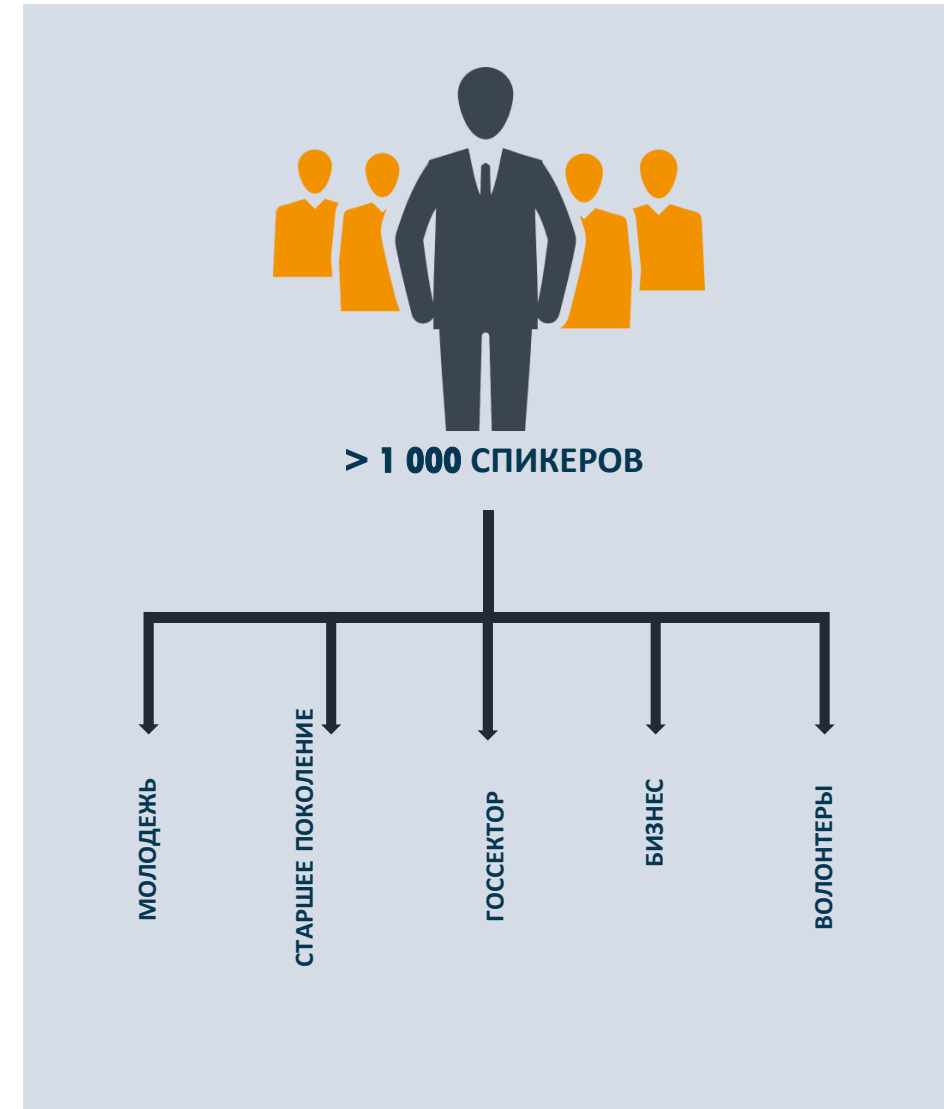 > 1 000 СПИКЕРОВ
МОЛОДЕЖЬ
СТАРШЕЕ ПОКОЛЕНИЕ
ГОССЕКТОР
БИЗНЕС
ВОЛОНТЕРЫ